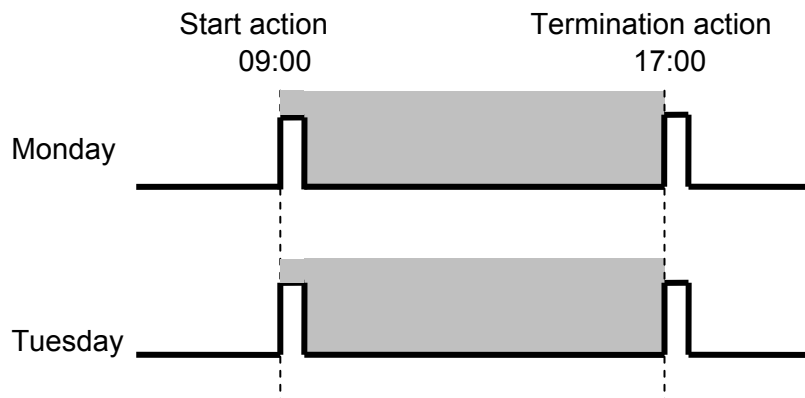 Start action
09:00
Termination action
17:00
Monday
Tuesday